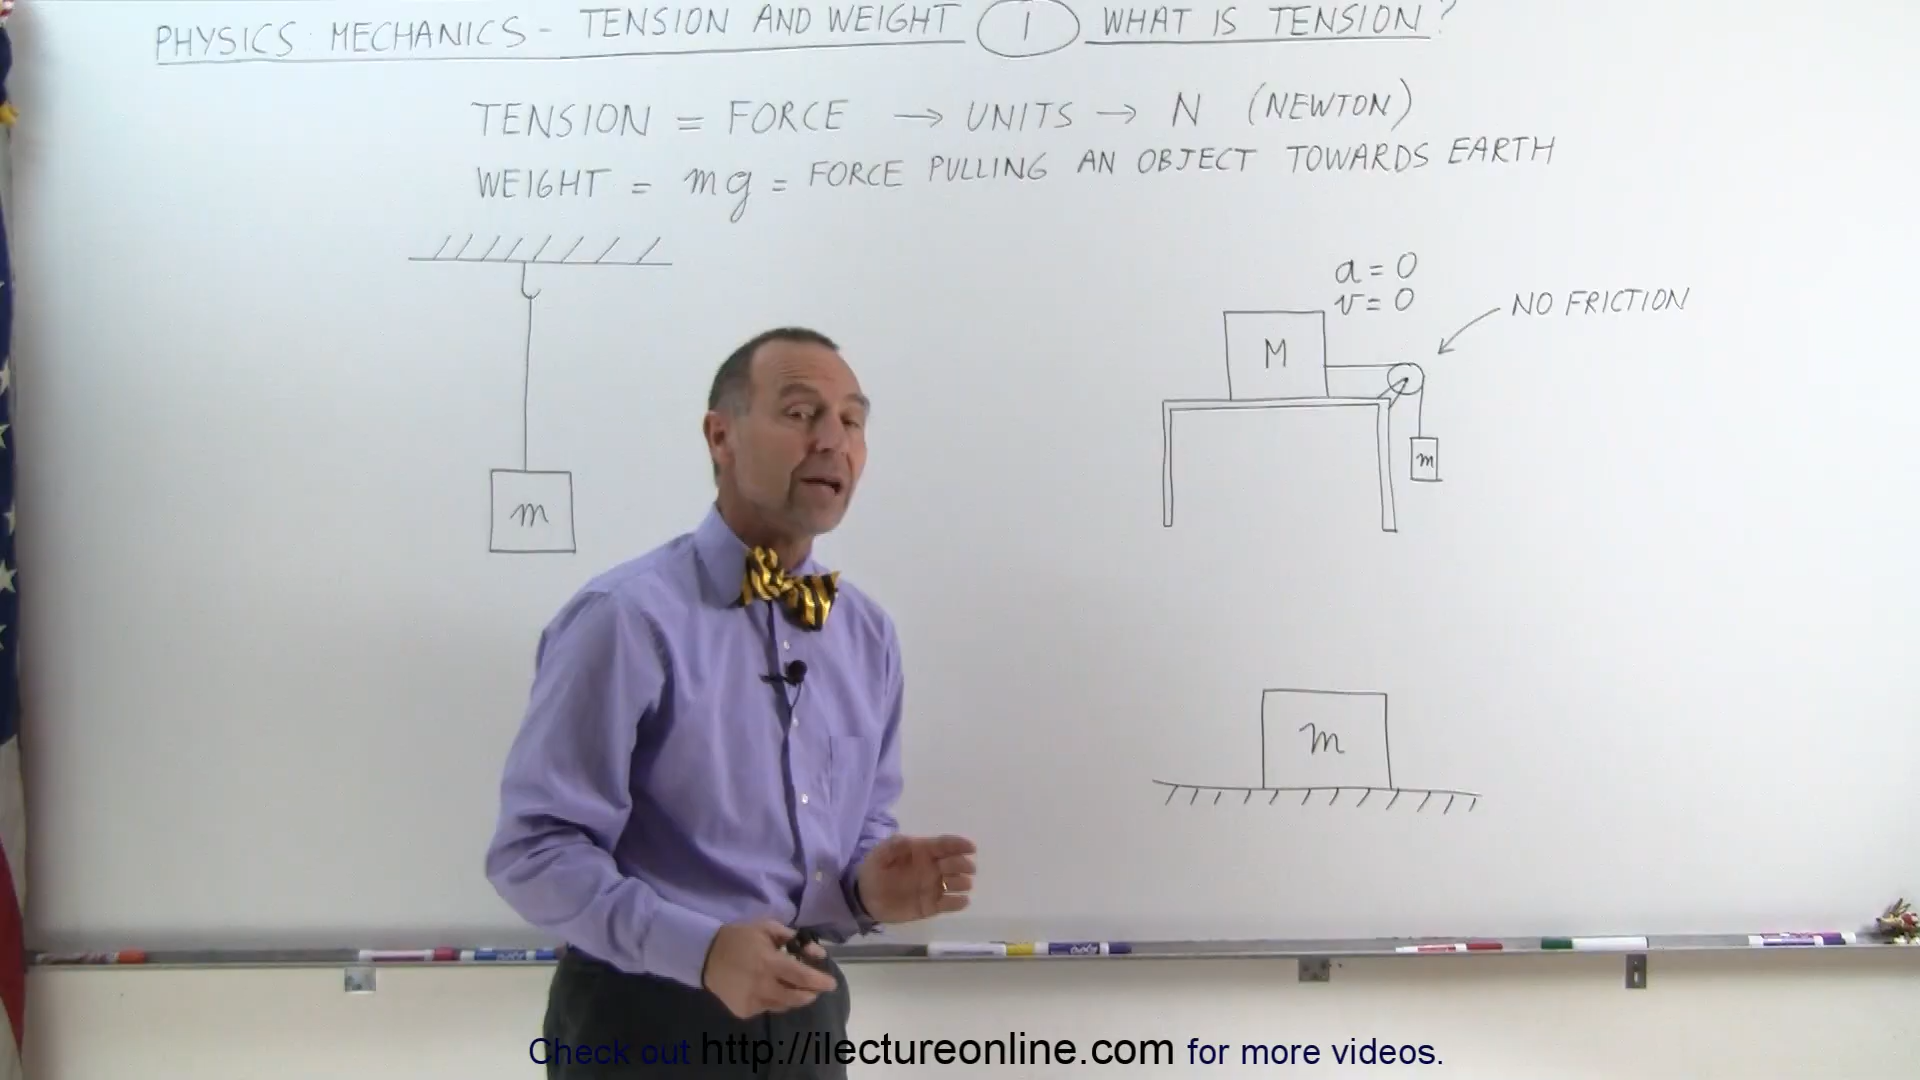 PHYSICS MECHANICS - TENSION AND WEIGHT 1 WHAT IS TENSION?
TENSION = FORCE → UNITS → N (NEWTON)
WEIGHT = mg = FORCE PULLING AN OBJECT TOWARDS EARTH
a = 0
v = 0
NO FRICTION
M
m
m
m
Check out http://ilectureonline.com for more videos.